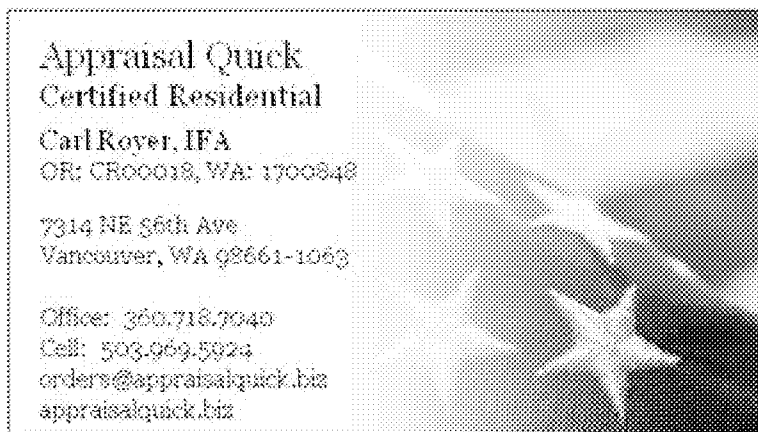 Appraisal Quick
Certified Residential
Carl Royer, IFA
OR: CR00018, WA: 1700848
7314 NE 56th Ave
Vancouver, WA 98661-1063
Office: 360.718.7040
Cell: 503.969.5924
orders@appraisalquick.biz
appraisalquick.biz